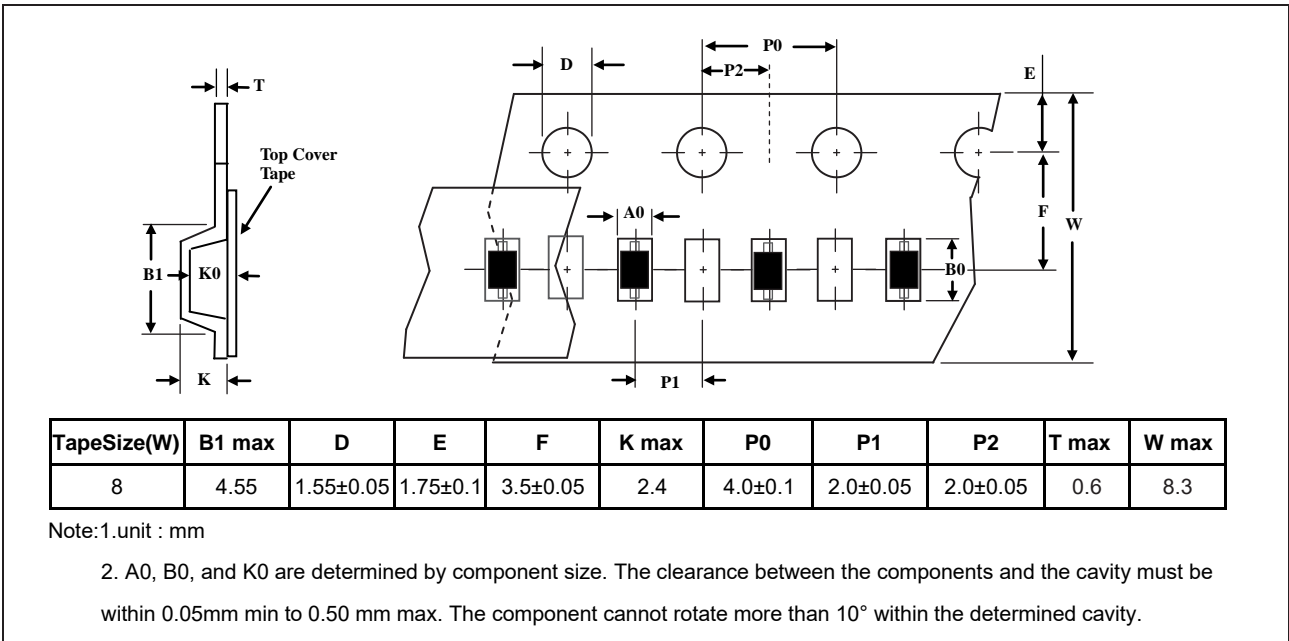 P0
D
P2
E
T
Top Cover
Tape
A0
F
W
B1
K0
B0
K
P1
TapeSize(W) B1 max D E F K max P0 P1 P2 T max W max
8 4.55 1.55±0.05 1.75±0.1 3.5±0.05 2.4 4.0±0.1 2.0±0.05 2.0±0.05 0.6 8.3
Note:1.unit : mm
2. A0, B0, and K0 are determined by component size. The clearance between the components and the cavity must be
within 0.05mm min to 0.50 mm max. The component cannot rotate more than 10° within the determined cavity.